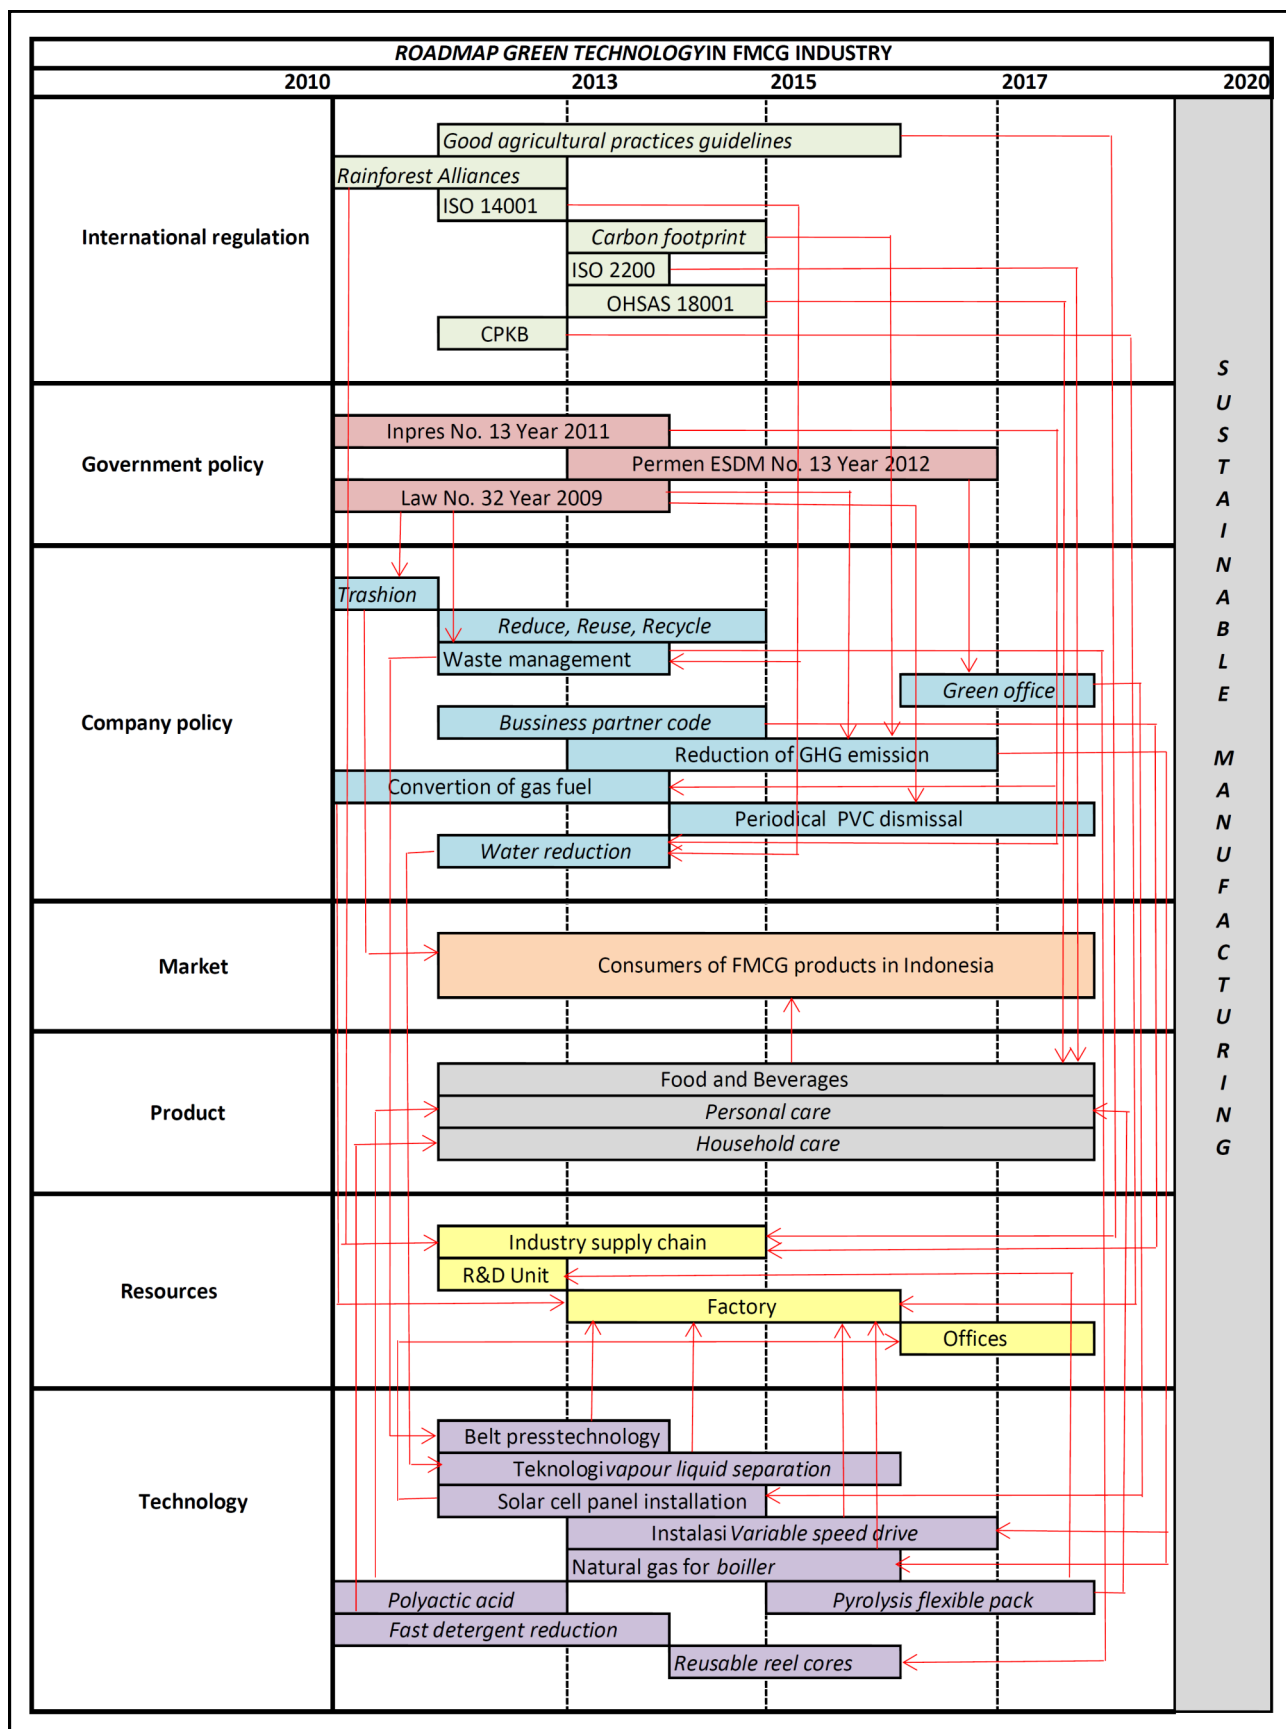 ROADMAP GREEN TECHNOLOGYIN FMCG INDUSTRY
2010 2013 2015 2017 2020
International regulation
Good agricultural practices guidelines
Rainforest Alliances
ISO 14001
Carbon footprint
ISO 2200
OHSAS 18001
CPKB
Government policy
Inpres No. 13 Year 2011
Permen ESDM No. 13 Year 2012
Law No. 32 Year 2009
Company policy
Trashion
Reduce, Reuse, Recycle
Waste management
Green office
Bussiness partner code
Reduction of GHG emission
Convertion of gas fuel
Periodical PVC dismissal
Water reduction
Market
Consumers of FMCG products in Indonesia
Product
Food and Beverages
Personal care
Household care
Resources
Industry supply chain
R&D Unit
Factory
Offices
Technology
Belt presstechnology
Teknologivapour liquid separation
Solar cell panel installation
Instalasi Variable speed drive
Natural gas for boiller
Polyactic acid
Pyrolysis flexible pack
Fast detergent reduction
Reusable reel cores
SUSTAINABLE MANUFACTURING